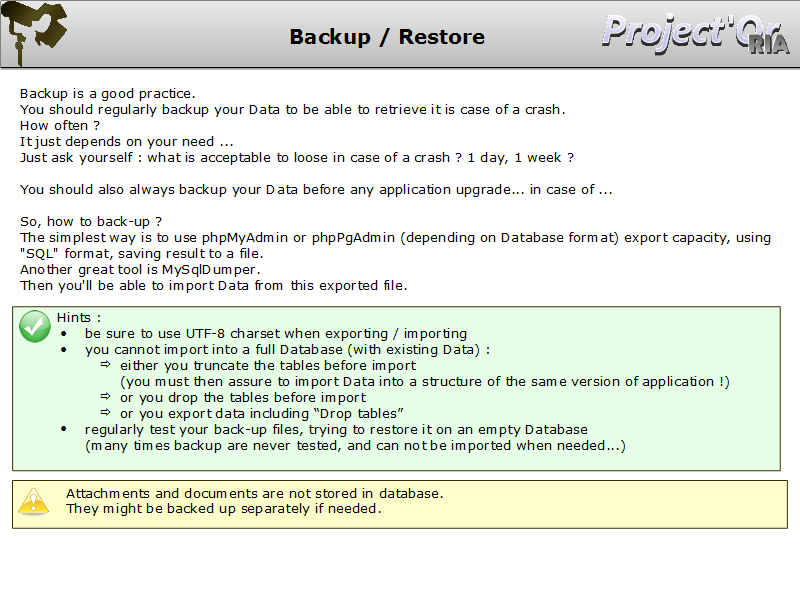 Backup / Restore
Project'Or
RIA
Backup is a good practice.
You should regularly backup your Data to be able to retrieve it is case of a crash.
How often ?
It just depends on your need ...
Just ask yourself : what is acceptable to loose in case of a crash ? 1 day, 1 week ?
You should also always backup your Data before any application upgrade... in case of ...
So, how to back-up ?
The simplest way is to use phpMyAdmin or phpPgAdmin (depending on Database format) export capacity, using
"SQL" format, saving result to a file.
Another great tool is MySqlDumper.
Then you'll be able to import Data from this exported file.
Hints :
• be sure to use UTF-8 charset when exporting / importing
• you cannot import into a full Database (with existing Data) :
⇨ either you truncate the tables before import
(you must then assure to import Data into a structure of the same version of application !)
⇨ or you drop the tables before import
⇨ or you export data including “Drop tables”
• regularly test your back-up files, trying to restore it on an empty Database
(many times backup are never tested, and can not be imported when needed...)
Attachments and documents are not stored in database.
They might be backed up separately if needed.